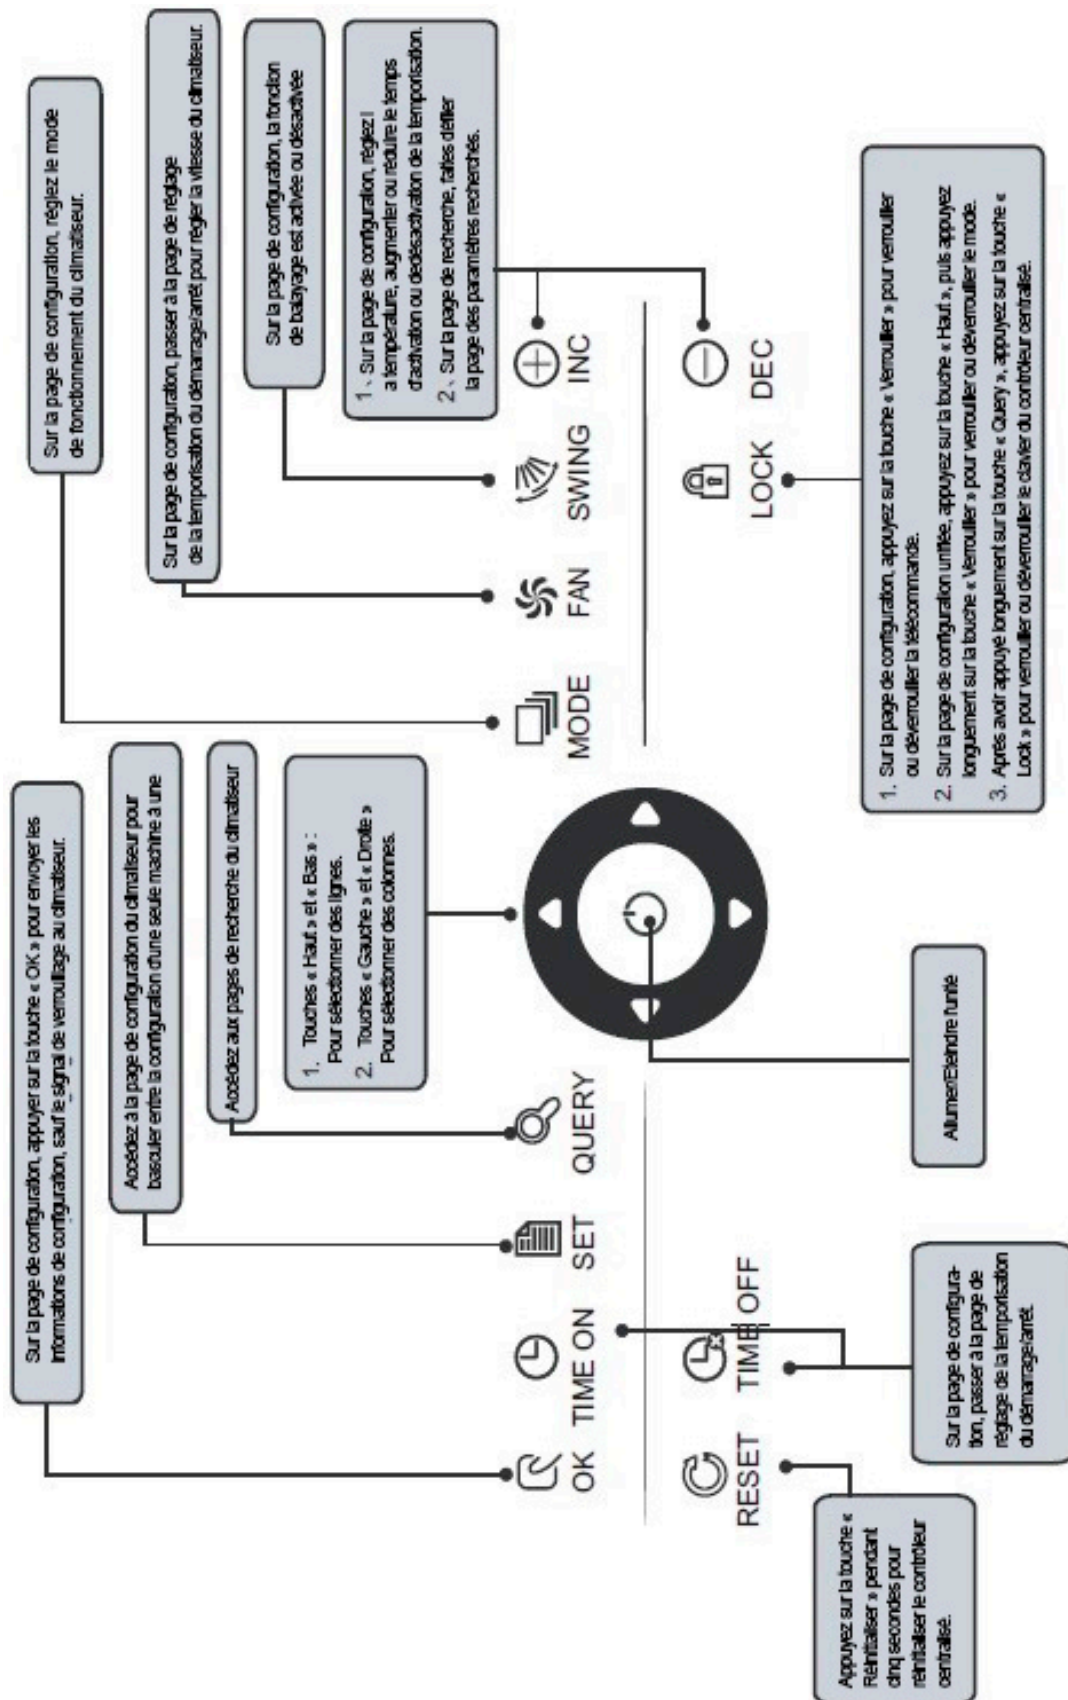 Sur la page de configuration, appuyer sur la touche « OK » pour envoyer les
informations de configuration, sauf le signal de verrouillage au climatiseur.
Accédez à la page de configuration du climatiseur pour
basculer entre la configuration d'une seule machine à une
Accédez aux pages de recherche du climatiseur
1. Touches « Haut » et « Bas » :
Pour sélectionner des lignes.
2. Touches « Gauche » et « Droite »
Pour sélectionner des colonnes.
Sur la page de configuration, réglez le mode
de fonctionnement du climatiseur.
Sur la page de configuration, passer à la page de réglage
de la temporisation du démarrage/arrêt pour régler la vitesse du climatiseur.
Sur la page de configuration, la fonction
de balayage est activée ou désactivée
1、Sur la page de configuration, réglez l
a température, augmenter ou réduire le temps
d'activation ou dedésactivation de la temporisation.
2、Sur la page de recherche, faites défiler
la page des paramètres recherchés.
OK
TIME ON
SET
QUERY
MODE
FAN
SWING
INC
RESET
TIME OFF
LOCK
DEC
Appuyez sur la touche «
Réinitialiser » pendant
cinq secondes pour
réinitialiser le contrôleur
centralisé.
Sur la page de configura-
tion, passer à la page de
réglage de la temporisation
du démarrage/arrêt.
Allumer/Eteindre l'unité
1. Sur la page de configuration, appuyez sur la touche « Verrouiller » pour verrouiller
ou déverrouiller la télécommande.
2. Sur la page de configuration unifiée, appuyez sur la touche « Haut », puis appuyez
longuement sur la touche « Verrouiller » pour verrouiller ou déverrouiller le mode.
3. Après avoir appuyé longuement sur la touche « Query », appuyez sur la touche «
Lock » pour verrouiller ou déverrouiller le clavier du contrôleur centralisé.